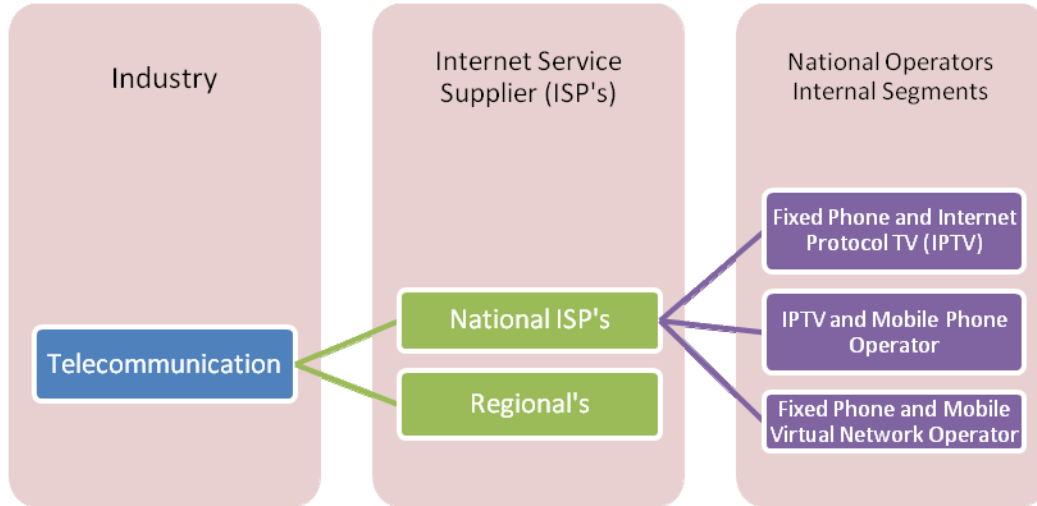 Industry
Internet Service
Supplier (ISP's)
National Operators
Internal Segments
Telecommunication
National ISP's
Regional's
Fixed Phone and Internet
Protocol TV (IPTV)
IPTV and Mobile Phone
Operator
Fixed Phone and Mobile
Virtual Network Operator